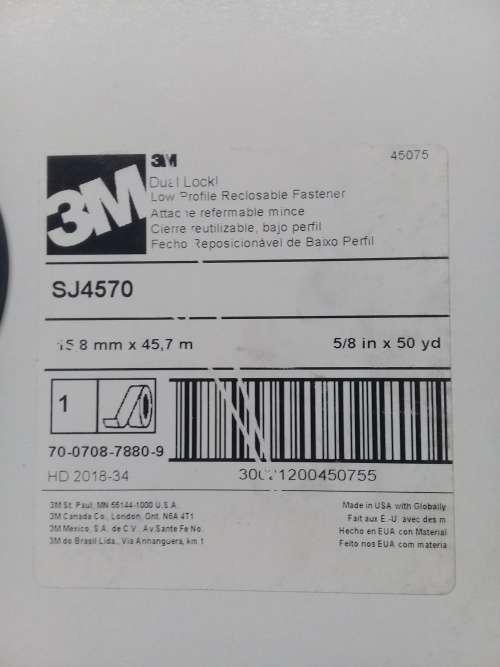 3M
3M
45075
Dual Lock
Low Profile Reclosable Fastener
Attache refermable mince
Cierre reutilizable, bajo perfil
Fecho Reposicionável de Baixo Perfil
SJ4570
15,8 mm x 45,7 m
5/8 in x 50 yd
1
70-0708-7880-9
HD 2018-34
1200450755
3M St. Paul, MN 55144-1000 U.S.A.
3M Canada Co., London, Ont. N6A 4T1
3M Mexico, S.A. de C.V. Av.Sante Fe No.
3M do Brasil Ltda., Via Anhanguera, km 1
Made in USA with Globally
Fait aux E.-U. avec des m
Hecho en EUA con Material
Feito nos EUA com materia